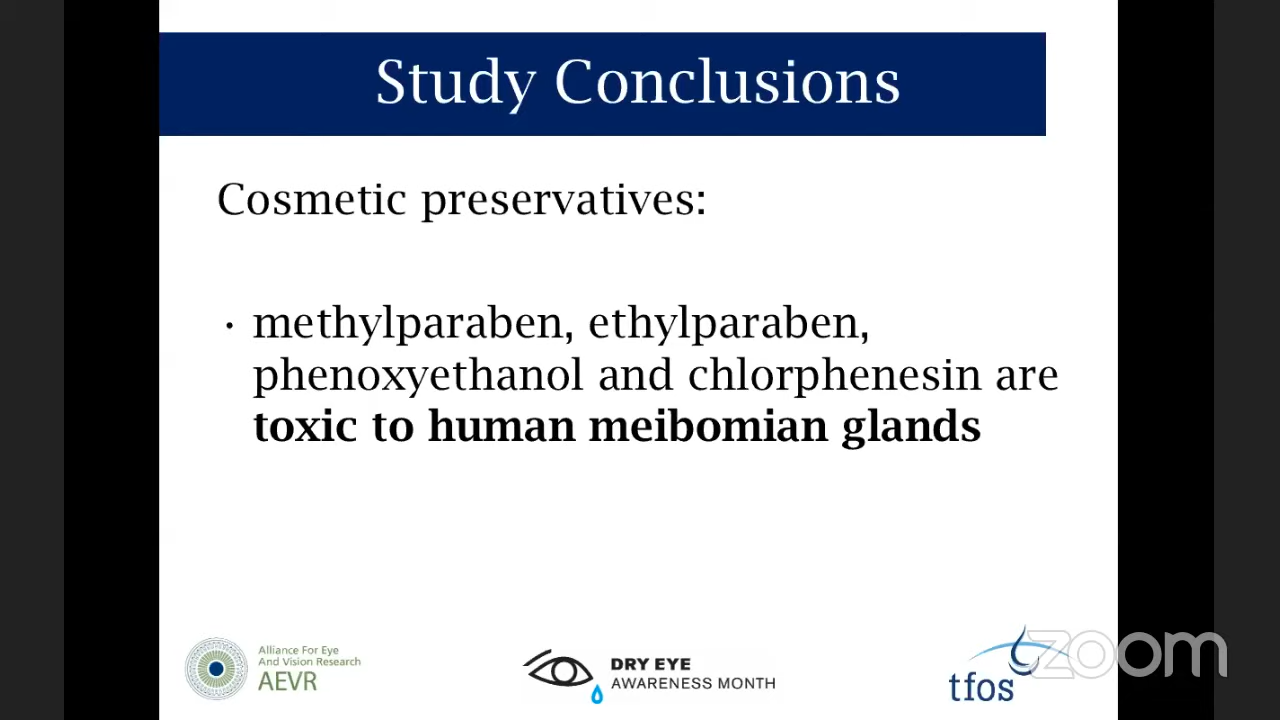 Study Conclusions
Cosmetic preservatives:
· methylparaben, ethylparaben,
phenoxyethanol and chlorphenesin are
toxic to human meibomian glands
Alliance For Eye
And Vision Research
AEVR
DRY EYE
AWARENESS MONTH
tfos
zoom